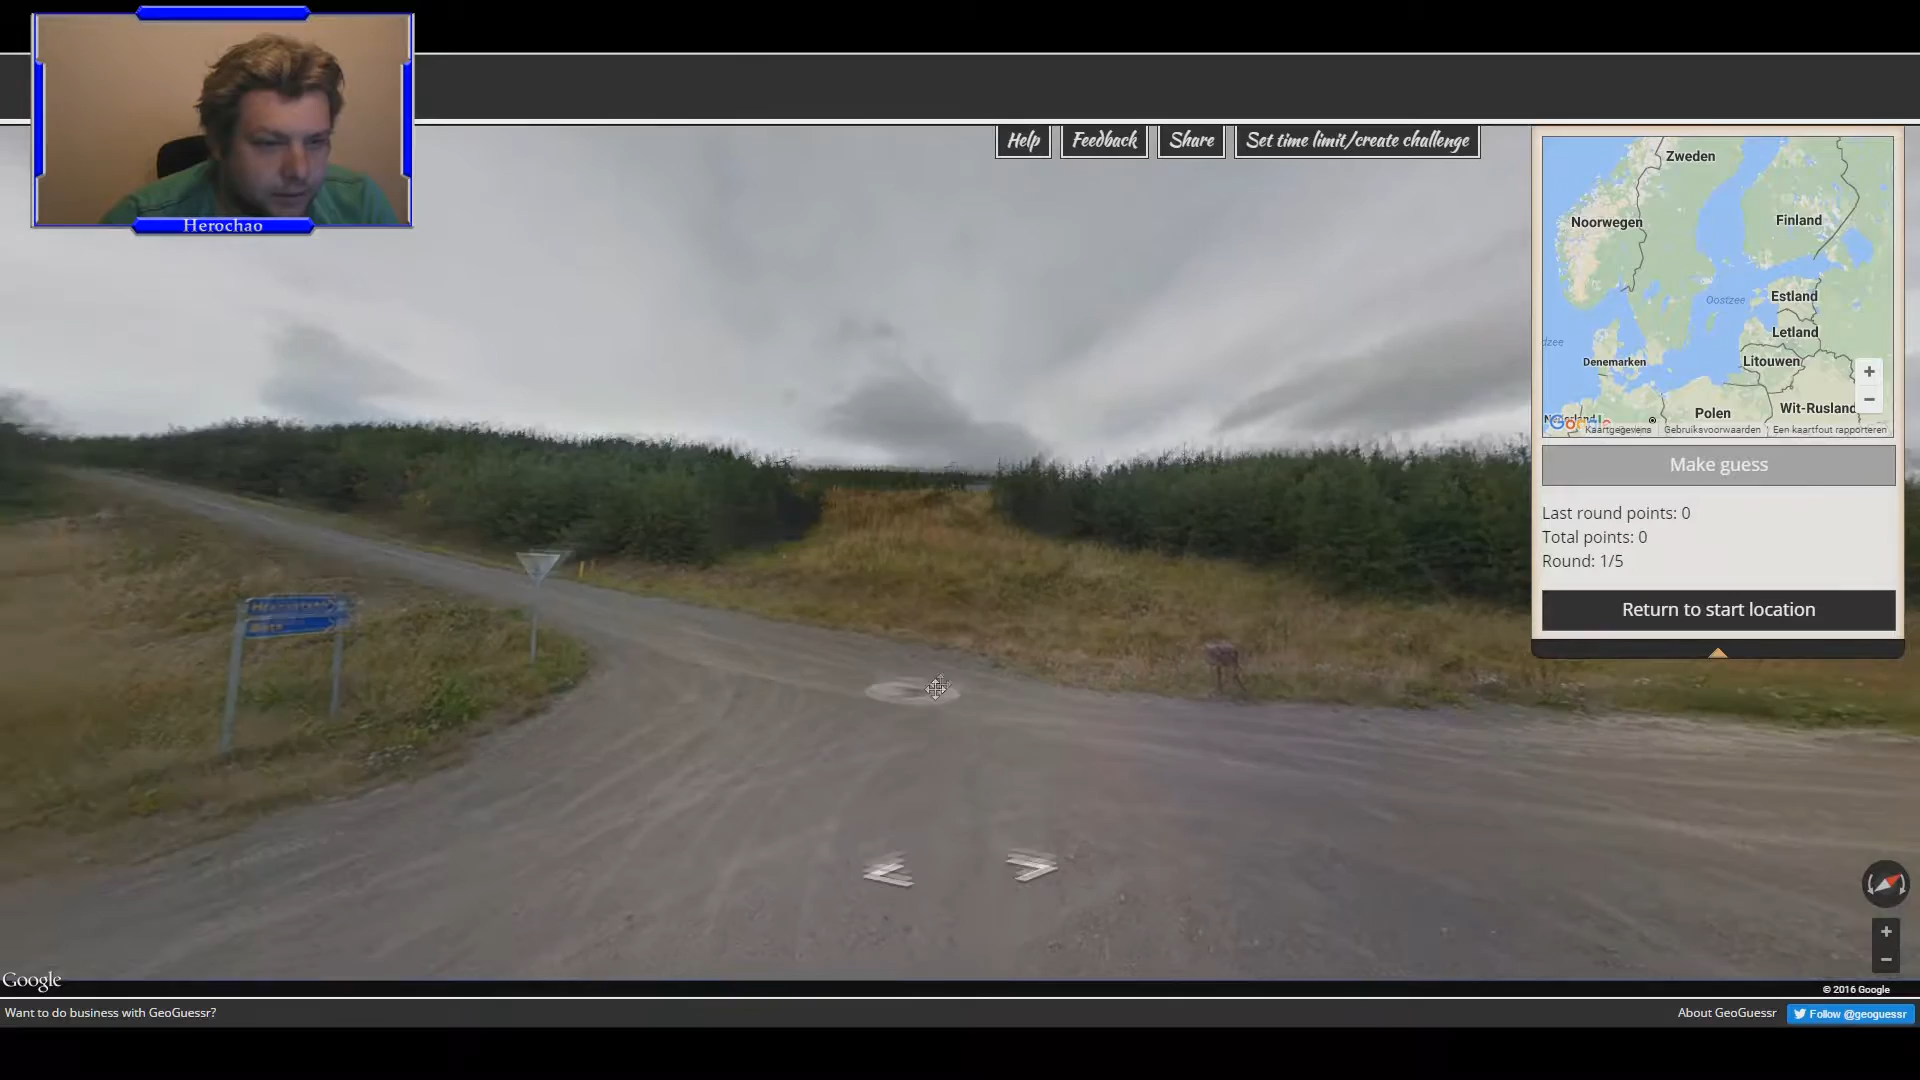 Herochao
Help
Feedback
Share
Set time limit/create challenge
Zweden
Noorwegen
Finland
Oostzee
Estland
Letland
Denemarken
Litouwen
Polen
Wit-Rusland
Google
Kaartgegevens
Gebruiksvoorwaarden
Een kaartfout rapporteren
Make guess
Last round points: 0
Total points: 0
Round: 1/5
Return to start location
Google
© 2016 Google
Want to do business with GeoGuessr?
About GeoGuessr
Follow @geoguessr